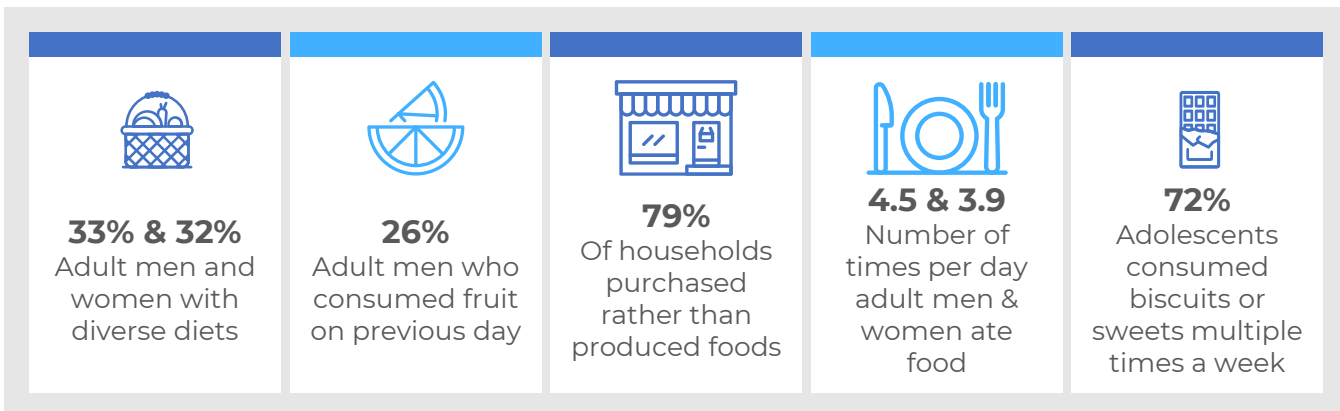 33% & 32%
Adult men and
women with
diverse diets
26%
Adult men who
consumed fruit
on previous day
79%
Of households
purchased
rather than
produced foods
4.5 & 3.9
Number of
times per day
adult men &
women ate
food
72%
Adolescents
consumed
biscuits or
sweets multiple
times a week